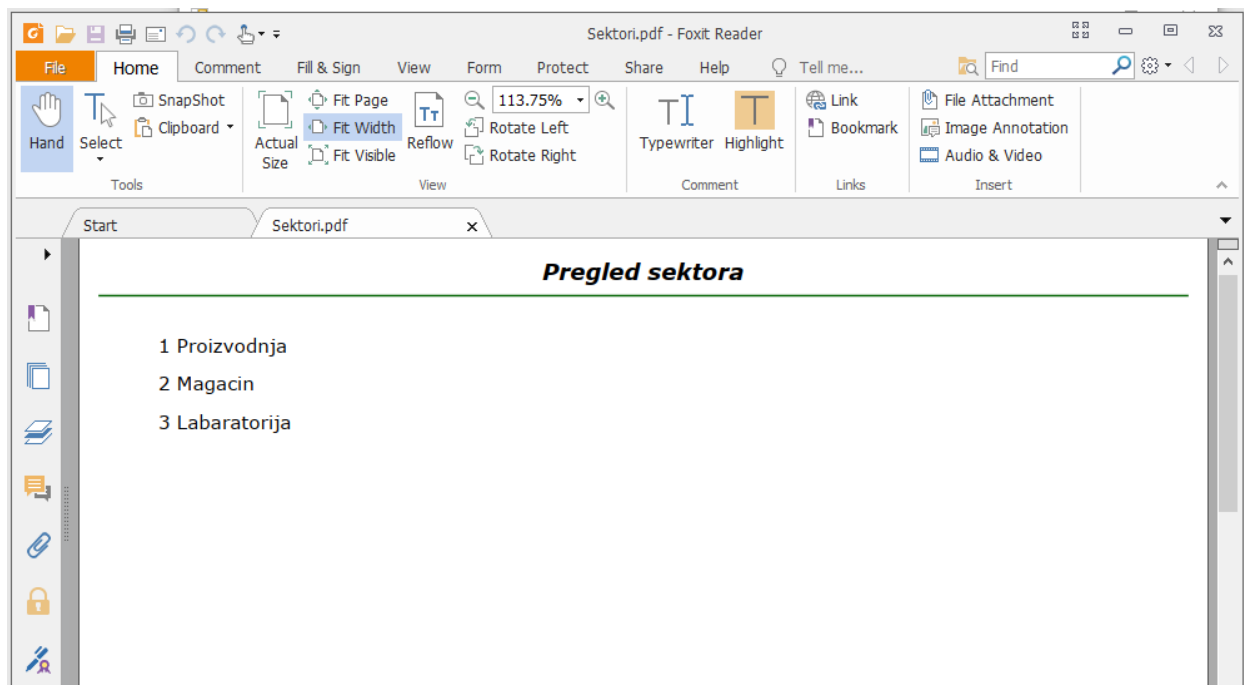 Sektori.pdf - Foxit Reader
File Home Comment Fill & Sign View Form Protect Share Help Tell me... Find
Hand
Select
SnapShot
Clipboard
Tools
Actual Size
Fit Page
Fit Width
Fit Visible
Reflow
113.75%
Rotate Left
Rotate Right
View
Typewriter
Highlight
Comment
Link
Bookmark
Links
File Attachment
Image Annotation
Audio & Video
Insert
Start
Sektori.pdf
Pregled sektora
1 Proizvodnja
2 Magacin
3 Labaratorija